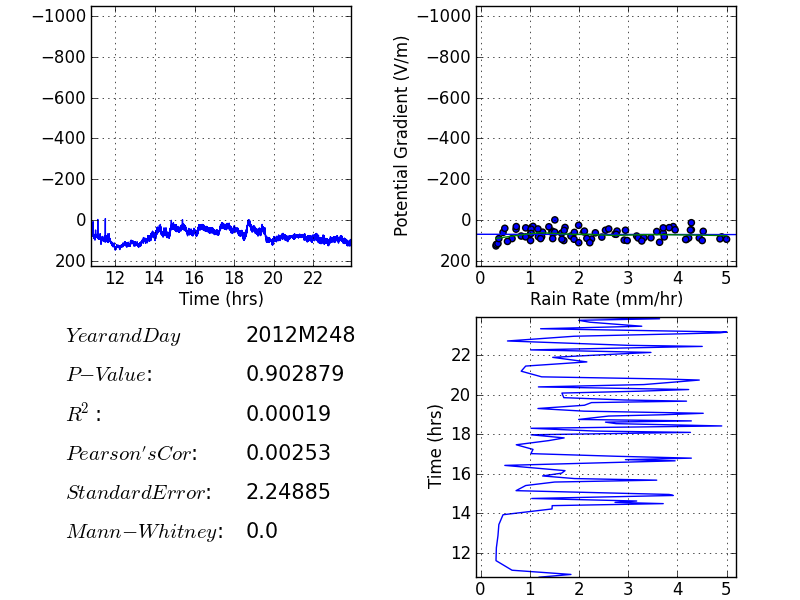 −1000
−800
−600
−400
−200
0
200
12 14 16 18 20 22
Time (hrs)
Potential Gradient (V/m)
−1000
−800
−600
−400
−200
0
200
0 1 2 3 4 5
Rain Rate (mm/hr)
YearandDay 2012M248
P−Value: 0.902879
R²: 0.00019
Pearson'sCor: 0.00253
StandardError: 2.24885
Mann−Whitney: 0.0
Time (hrs)
22
20
18
16
14
12
0 1 2 3 4 5